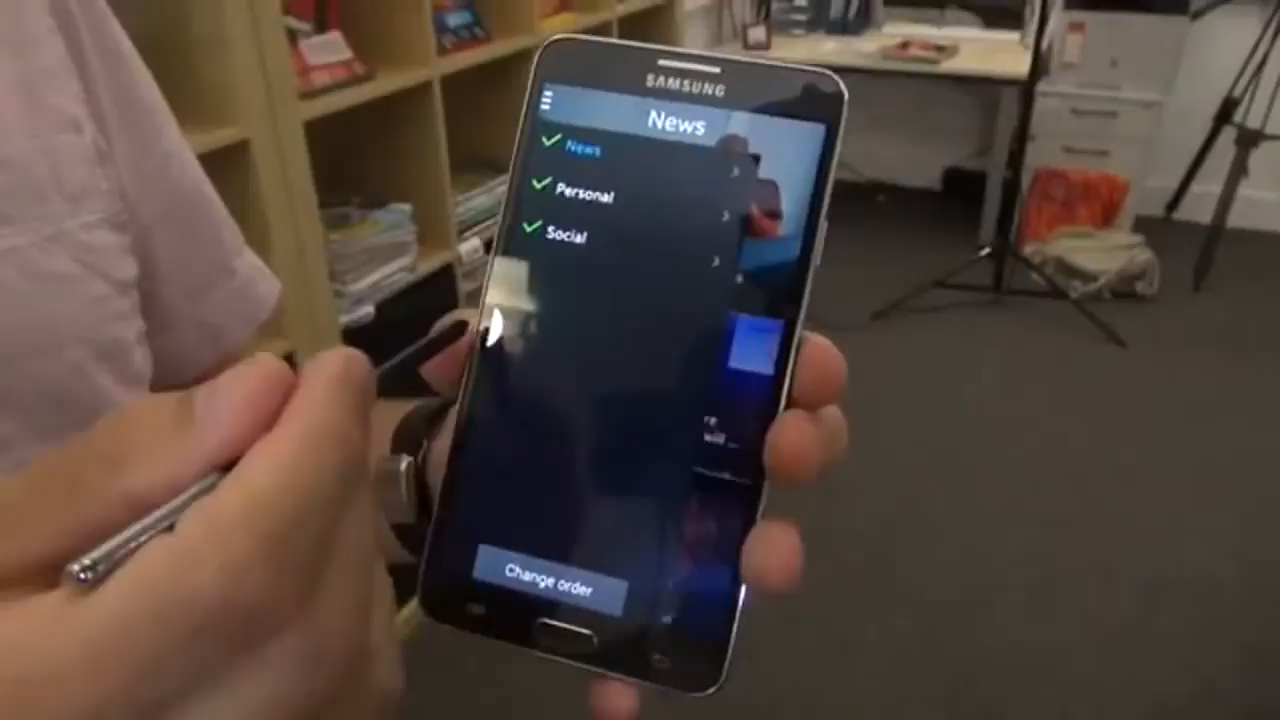 SAMSUNG
News
News
Personal
Social
Change order